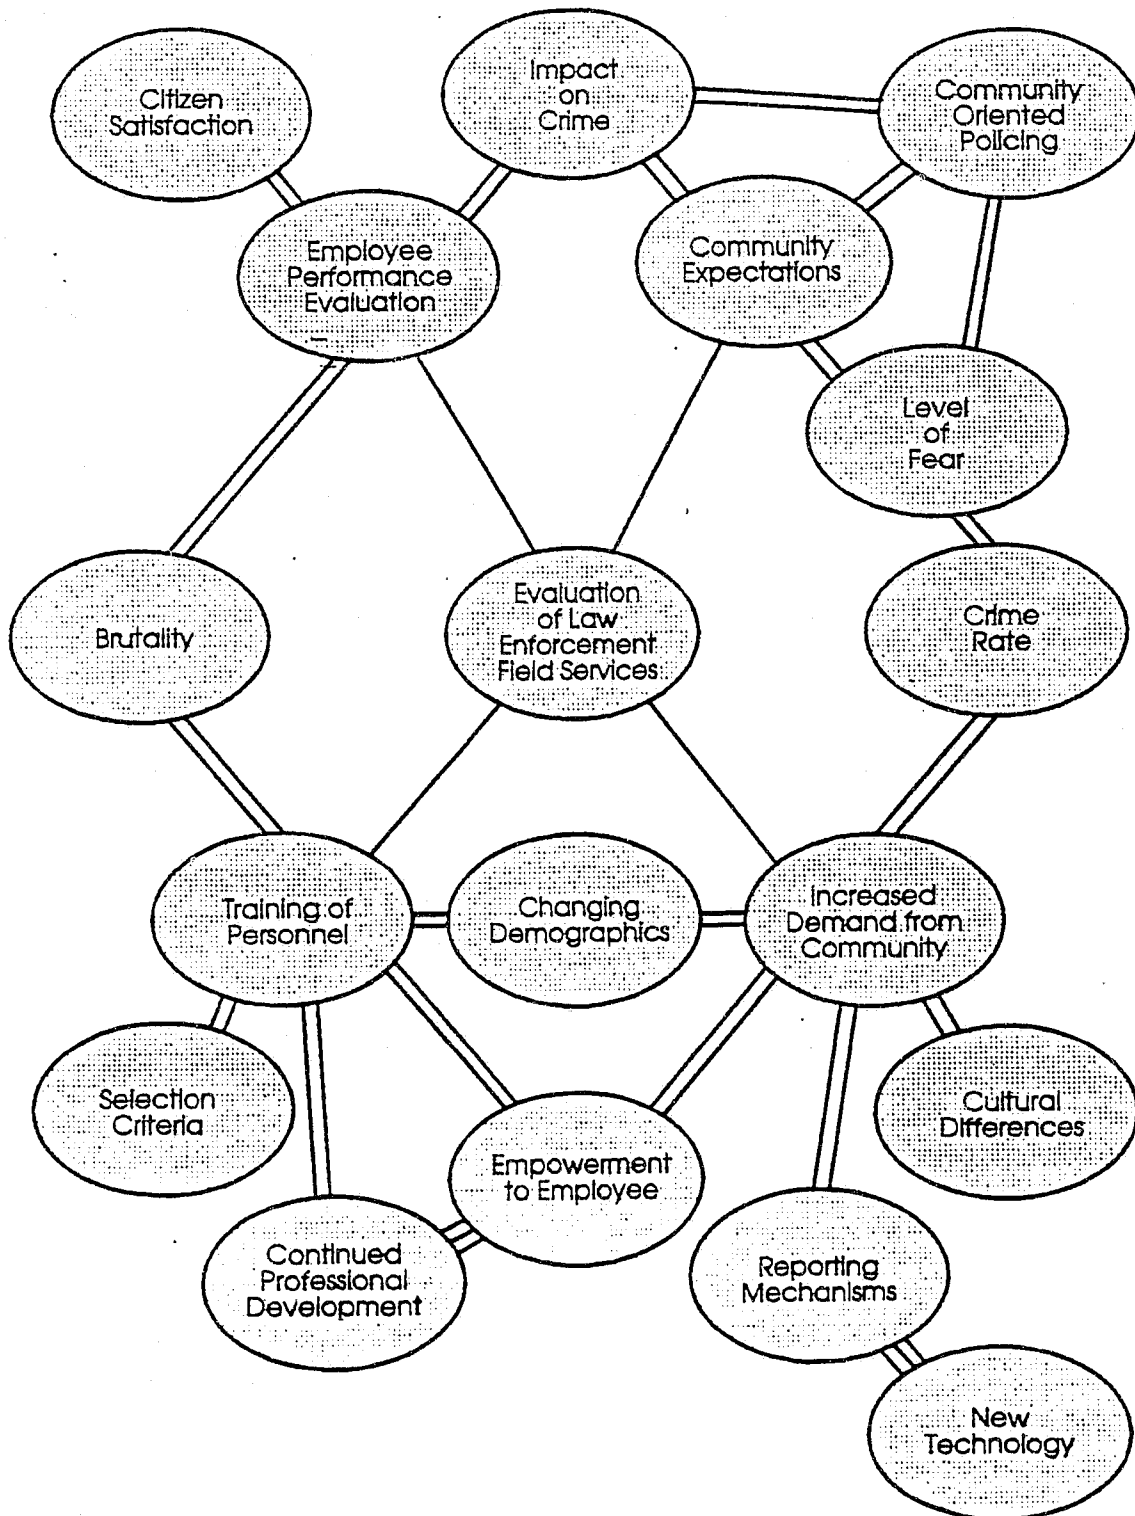 Citizen
Satisfaction
Impact
on
Crime
Community
Oriented
Policing
Employee
Performance
Evaluation
Community
Expectations
Level
of
Fear
Brutality
Evaluation
of Law
Enforcement
Field Services
Crime
Rate
Training of
Personnel
Changing
Demographics
Increased
Demand from
Community
Selection
Criteria
Cultural
Differences
Empowerment
to Employee
Continued
Professional
Development
Reporting
Mechanisms
New
Technology